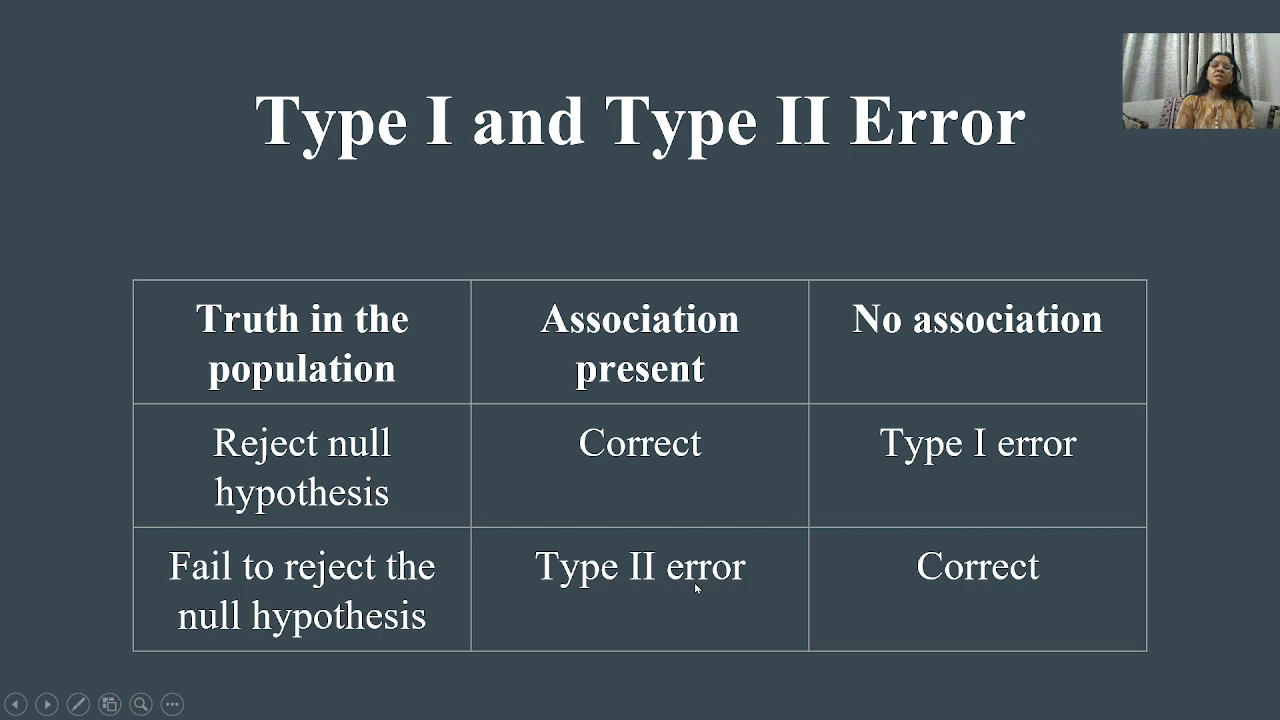 Type I and Type II Error
Truth in the
population
Association
present
No association
Reject null
hypothesis
Correct
Type I error
Fail to reject the
null hypothesis
Type II error
Correct